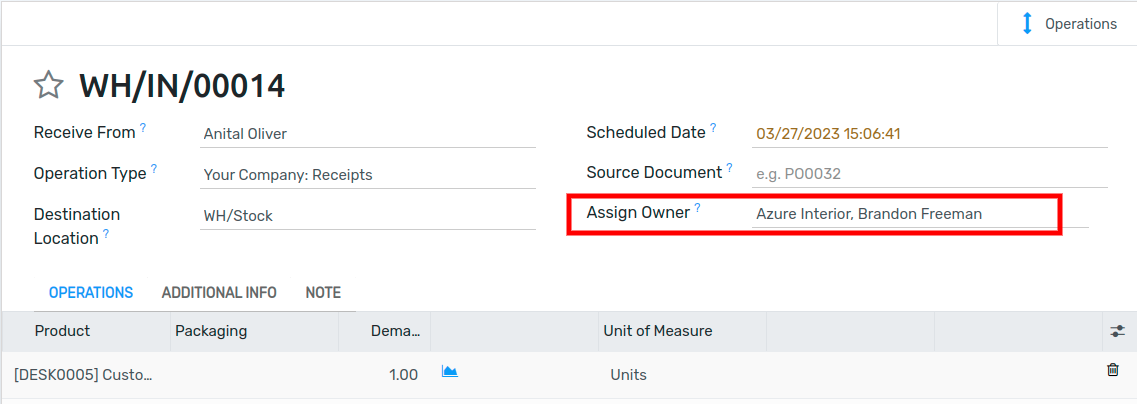 Operations
WH/IN/00014
Receive From ? Anital Oliver
Scheduled Date ? 03/27/2023 15:06:41
Operation Type ? Your Company: Receipts
Source Document ? e.g. PO0032
Destination Location ? WH/Stock
Assign Owner ? Azure Interior, Brandon Freeman
OPERATIONS ADDITIONAL INFO NOTE
Product Packaging Dema… Unit of Measure
[DESK0005] Custo… 1.00 Units